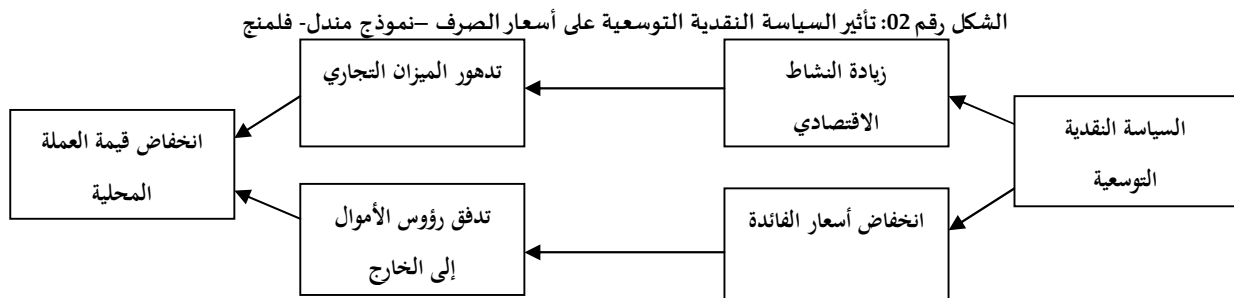 الشكل رقم 02: تأثير السياسة النقدية التوسعية على أسعار الصرف –نموذج مندل- فلمنج
السياسة النقدية
التوسعية
زيادة النشاط
الاقتصادي
تدهور الميزان التجاري
انخفاض أسعار الفائدة
تدفق رؤوس الأموال
إلى الخارج
انخفاض قيمة العملة
المحلية